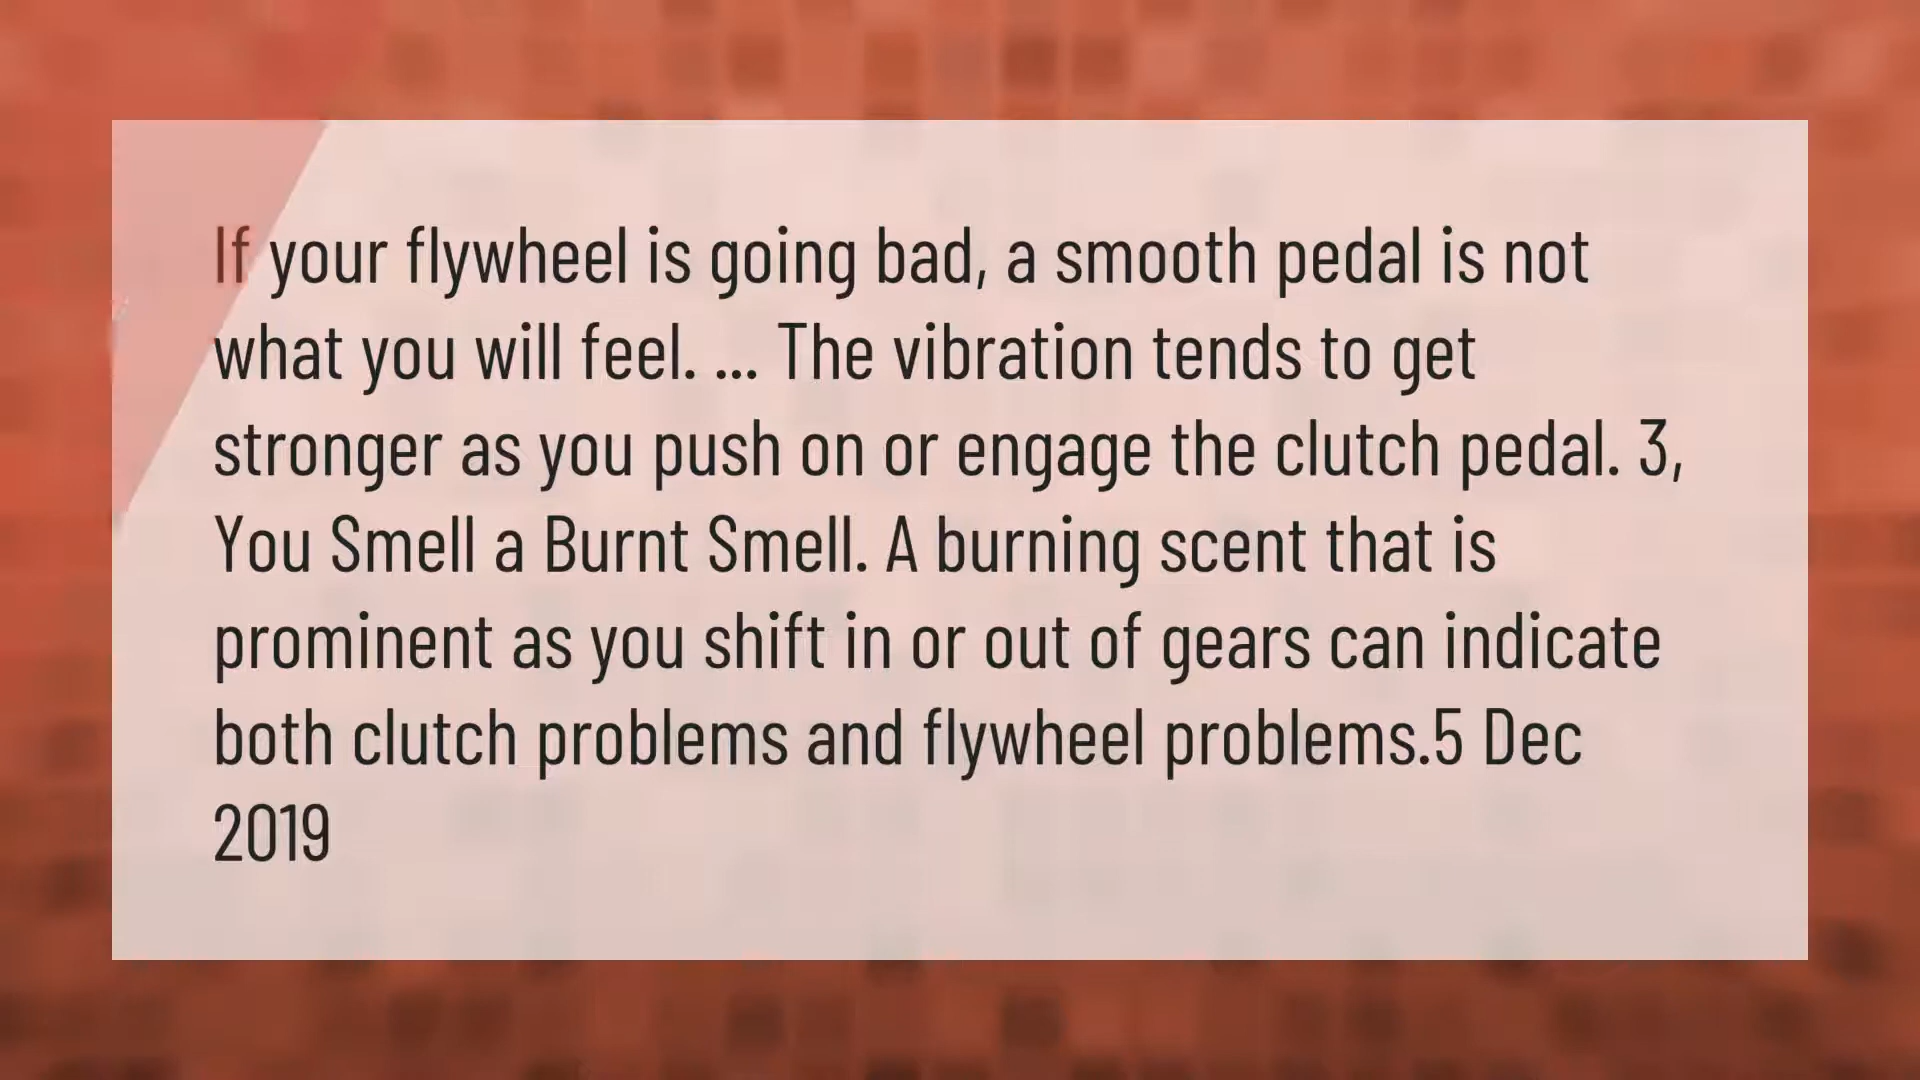 If your flywheel is going bad, a smooth pedal is not
what you will feel. ... The vibration tends to get
stronger as you push on or engage the clutch pedal. 3,
You Smell a Burnt Smell. A burning scent that is
prominent as you shift in or out of gears can indicate
both clutch problems and flywheel problems.5 Dec
2019